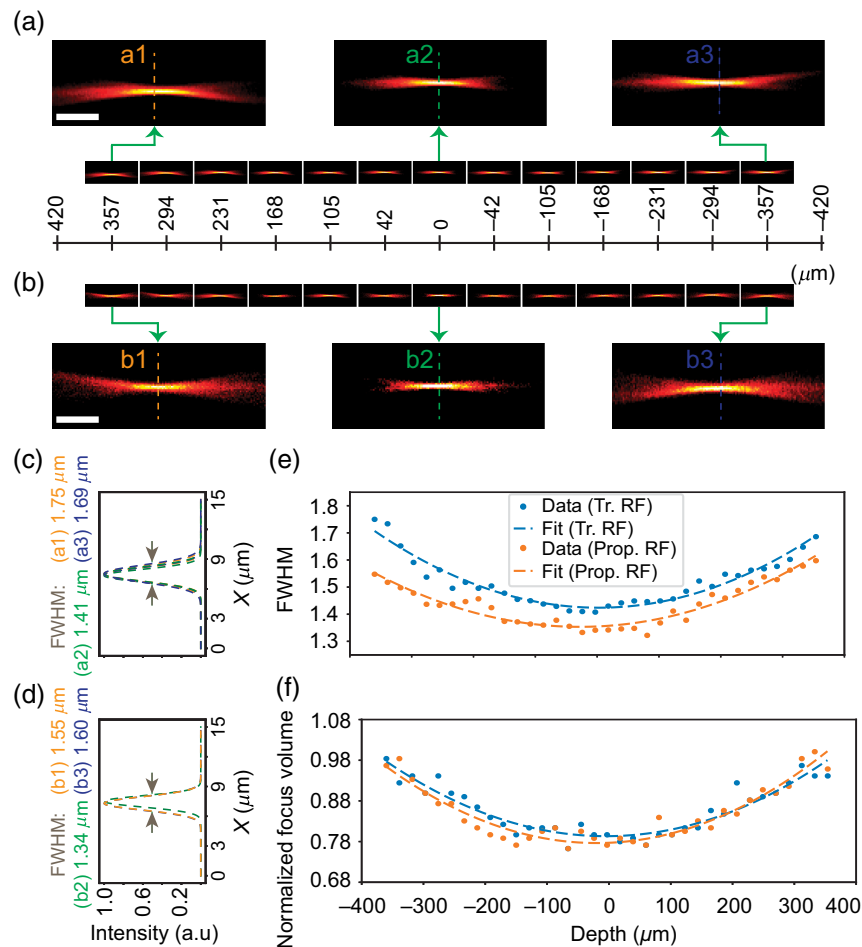 (a)
a1
a2
a3
420
357
294
231
168
105
42
0
−42
−105
−168
−231
−294
−357
−420
(μm)
(b)
b1
b2
b3
(c)
FWHM: (a1) 1.75 μm
(a2) 1.41 μm (a3) 1.69 μm
15
9
3
0
X (μm)
(d)
FWHM: (b1) 1.55 μm
(b2) 1.34 μm (b3) 1.60 μm
15
9
3
0
X (μm)
1.0
0.6
0.2
Intensity (a.u)
(e)
1.8
1.7
1.6
1.5
1.4
1.3
FWHM
Data (Tr. RF)
Fit (Tr. RF)
Data (Prop. RF)
Fit (Prop. RF)
(f)
1.08
0.98
0.88
0.78
0.68
Normalized focus volume
−400 −300 −200 −100 0 100 200 300 400
Depth (μm)